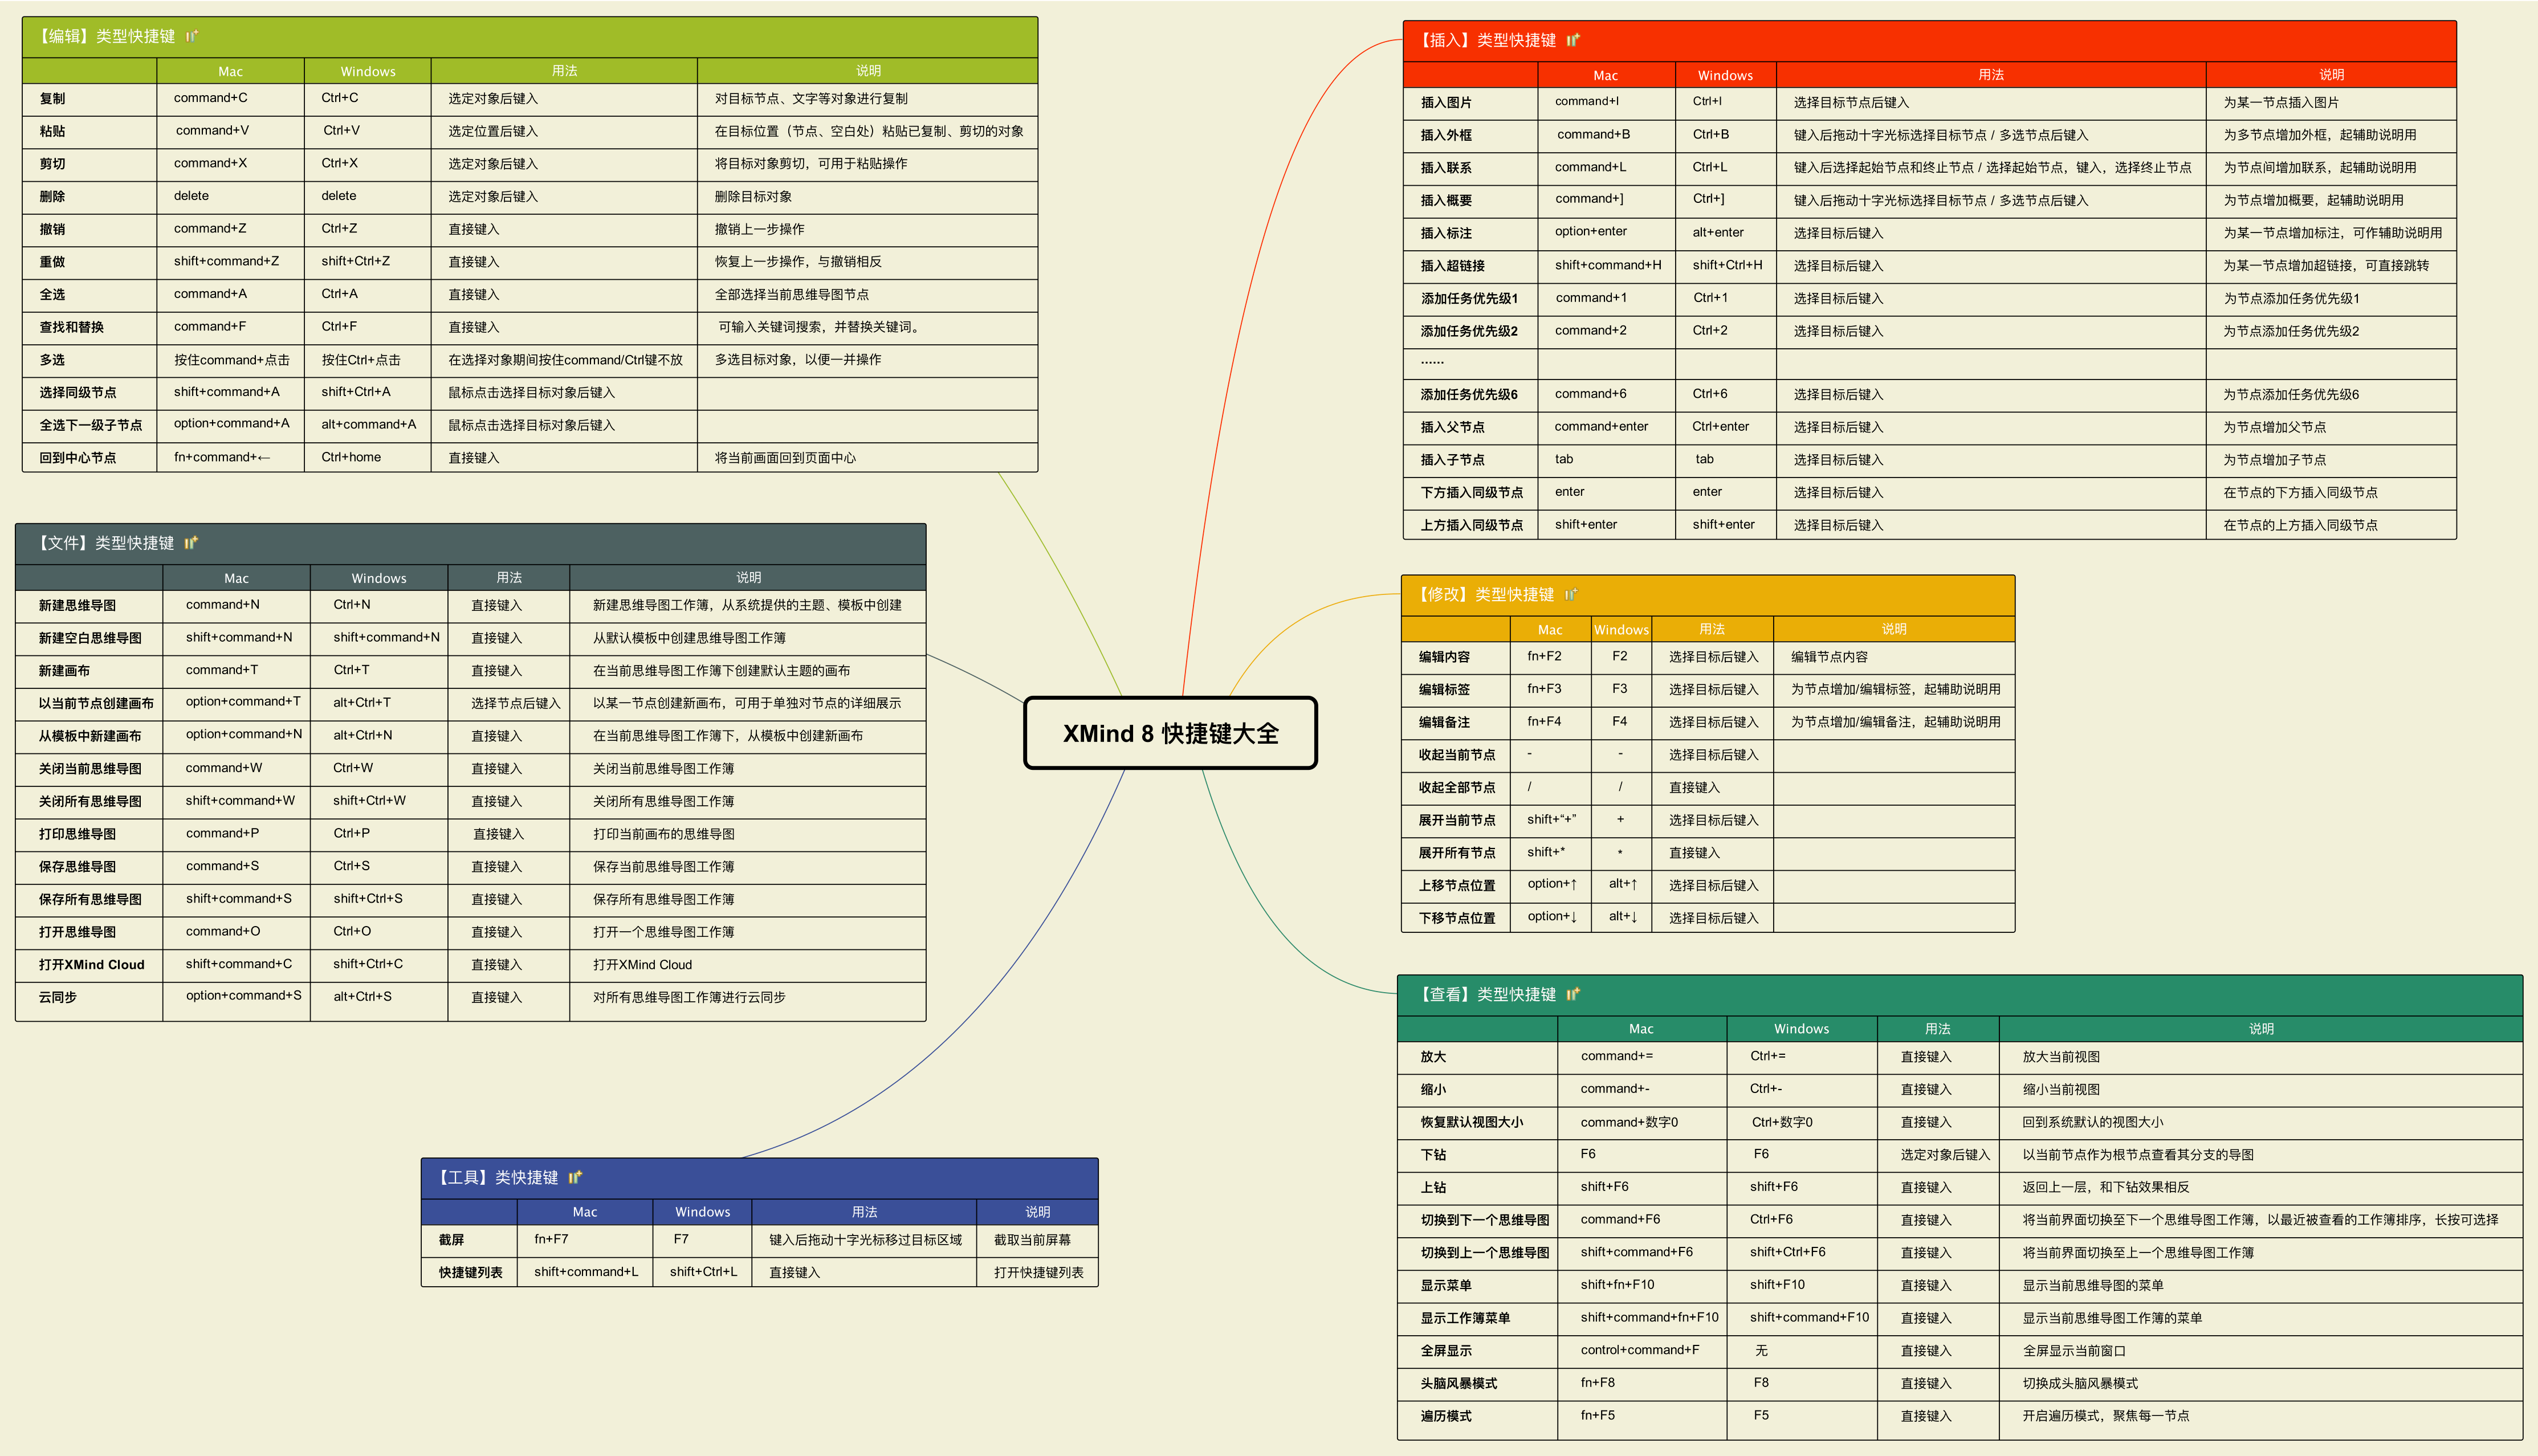 【编辑】类型快捷键
Mac Windows 用法 说明
复制 command+C Ctrl+C 选定对象后键入 对目标节点、文字等对象进行复制
粘贴 command+V Ctrl+V 选定位置后键入 在目标位置（节点、空白处）粘贴已复制、剪切的对象
剪切 command+X Ctrl+X 选定对象后键入 将目标对象剪切，可用于粘贴操作
删除 delete delete 选定对象后键入 删除目标对象
撤销 command+Z Ctrl+Z 直接键入 撤销上一步操作
重做 shift+command+Z shift+Ctrl+Z 直接键入 恢复上一步操作，与撤销相反
全选 command+A Ctrl+A 直接键入 全部选择当前思维导图节点
查找和替换 command+F Ctrl+F 直接键入 可输入关键词搜索，并替换关键词。
多选 按住command+点击 按住Ctrl+点击 在选择对象期间按住command/Ctrl键不放 多选目标对象，以便一并操作
选择同级节点 shift+command+A shift+Ctrl+A 鼠标点击选择目标对象后键入
全选下一级子节点 option+command+A alt+command+A 鼠标点击选择目标对象后键入
回到中心节点 fn+command+← Ctrl+home 直接键入 将当前画面回到页面中心
【文件】类型快捷键
Mac Windows 用法 说明
新建思维导图 command+N Ctrl+N 直接键入 新建思维导图工作簿，从系统提供的主题、模板中创建
新建空白思维导图 shift+command+N shift+command+N 直接键入 从默认模板中创建思维导图工作簿
新建画布 command+T Ctrl+T 直接键入 在当前思维导图工作簿下创建默认主题的画布
以当前节点创建画布 option+command+T alt+Ctrl+T 选择节点后键入 以某一节点创建新画布，可用于单独对节点的详细展示
从模板中新建画布 option+command+N alt+Ctrl+N 直接键入 在当前思维导图工作簿下，从模板中创建新画布
关闭当前思维导图 command+W Ctrl+W 直接键入 关闭当前思维导图工作簿
关闭所有思维导图 shift+command+W shift+Ctrl+W 直接键入 关闭所有思维导图工作簿
打印思维导图 command+P Ctrl+P 直接键入 打印当前画布的思维导图
保存思维导图 command+S Ctrl+S 直接键入 保存当前思维导图工作簿
保存所有思维导图 shift+command+S shift+Ctrl+S 直接键入 保存所有思维导图工作簿
打开思维导图 command+O Ctrl+O 直接键入 打开一个思维导图工作簿
打开XMind Cloud shift+command+C shift+Ctrl+C 直接键入 打开XMind Cloud
云同步 option+command+S alt+Ctrl+S 直接键入 对所有思维导图工作簿进行云同步
【工具】类快捷键
Mac Windows 用法 说明
截屏 fn+F7 F7 键入后拖动十字光标移过目标区域 截取当前屏幕
快捷键列表 shift+command+L shift+Ctrl+L 直接键入 打开快捷键列表
XMind 8 快捷键大全
【插入】类型快捷键
Mac Windows 用法 说明
插入图片 command+I Ctrl+I 选择目标节点后键入 为某一节点插入图片
插入外框 command+B Ctrl+B 键入后拖动十字光标选择目标节点 / 多选节点后键入 为多节点增加外框，起辅助说明用
插入联系 command+L Ctrl+L 键入后选择起始节点和终止节点 / 选择起始节点，键入，选择终止节点 为节点间增加联系，起辅助说明用
插入概要 command+] Ctrl+] 键入后拖动十字光标选择目标节点 / 多选节点后键入 为节点增加概要，起辅助说明用
插入标注 option+enter alt+enter 选择目标后键入 为某一节点增加标注，可作辅助说明用
插入超链接 shift+command+H shift+Ctrl+H 选择目标后键入 为某一节点增加超链接，可直接跳转
添加任务优先级1 command+1 Ctrl+1 选择目标后键入 为节点添加任务优先级1
添加任务优先级2 command+2 Ctrl+2 选择目标后键入 为节点添加任务优先级2
······
添加任务优先级6 command+6 Ctrl+6 选择目标后键入 为节点添加任务优先级6
插入父节点 command+enter Ctrl+enter 选择目标后键入 为节点增加父节点
插入子节点 tab tab 选择目标后键入 为节点增加子节点
下方插入同级节点 enter enter 选择目标后键入 在节点的下方插入同级节点
上方插入同级节点 shift+enter shift+enter 选择目标后键入 在节点的上方插入同级节点
【修改】类型快捷键
Mac Windows 用法 说明
编辑内容 fn+F2 F2 选择目标后键入 编辑节点内容
编辑标签 fn+F3 F3 选择目标后键入 为节点增加/编辑标签，起辅助说明用
编辑备注 fn+F4 F4 选择目标后键入 为节点增加/编辑备注，起辅助说明用
收起当前节点 - - 选择目标后键入
收起全部节点 / / 直接键入
展开当前节点 shift+“+” + 选择目标后键入
展开所有节点 shift+* * 直接键入
上移节点位置 option+↑ alt+↑ 选择目标后键入
下移节点位置 option+↓ alt+↓ 选择目标后键入
【查看】类型快捷键
Mac Windows 用法 说明
放大 command+= Ctrl+= 直接键入 放大当前视图
缩小 command+- Ctrl+- 直接键入 缩小当前视图
恢复默认视图大小 command+数字0 Ctrl+数字0 直接键入 回到系统默认的视图大小
下钻 F6 F6 选定对象后键入 以当前节点作为根节点查看其分支的导图
上钻 shift+F6 shift+F6 直接键入 返回上一层，和下钻效果相反
切换到下一个思维导图 command+F6 Ctrl+F6 直接键入 将当前界面切换至下一个思维导图工作簿，以最近被查看的工作簿排序，长按可选择
切换到上一个思维导图 shift+command+F6 shift+Ctrl+F6 直接键入 将当前界面切换至上一个思维导图工作簿
显示菜单 shift+fn+F10 shift+F10 直接键入 显示当前思维导图的菜单
显示工作簿菜单 shift+command+fn+F10 shift+command+F10 直接键入 显示当前思维导图工作簿的菜单
全屏显示 control+command+F 无 直接键入 全屏显示当前窗口
头脑风暴模式 fn+F8 F8 直接键入 切换成头脑风暴模式
遍历模式 fn+F5 F5 直接键入 开启遍历模式，聚焦每一节点